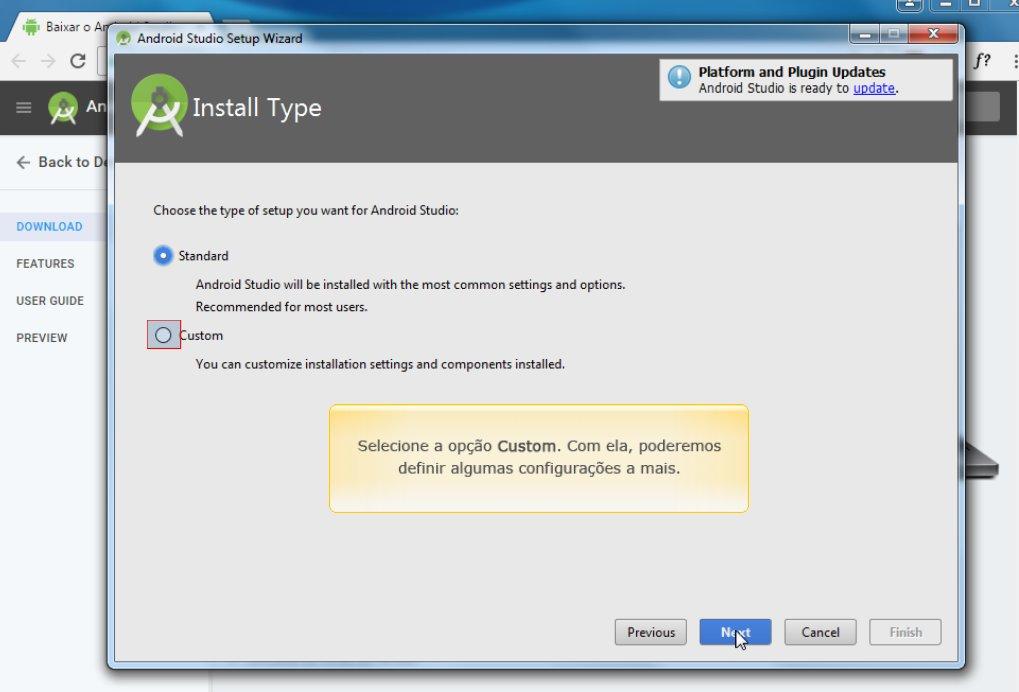 Baixar o An
Android Studio Setup Wizard
f?
An
Install Type
Platform and Plugin Updates
Android Studio is ready to update.
Back to De
Choose the type of setup you want for Android Studio:
DOWNLOAD
Standard
FEATURES
Android Studio will be installed with the most common settings and options.
USER GUIDE
Recommended for most users.
PREVIEW
Custom
You can customize installation settings and components installed.
Selecione a opção Custom. Com ela, poderemos
definir algumas configurações a mais.
Previous
Next
Cancel
Finish